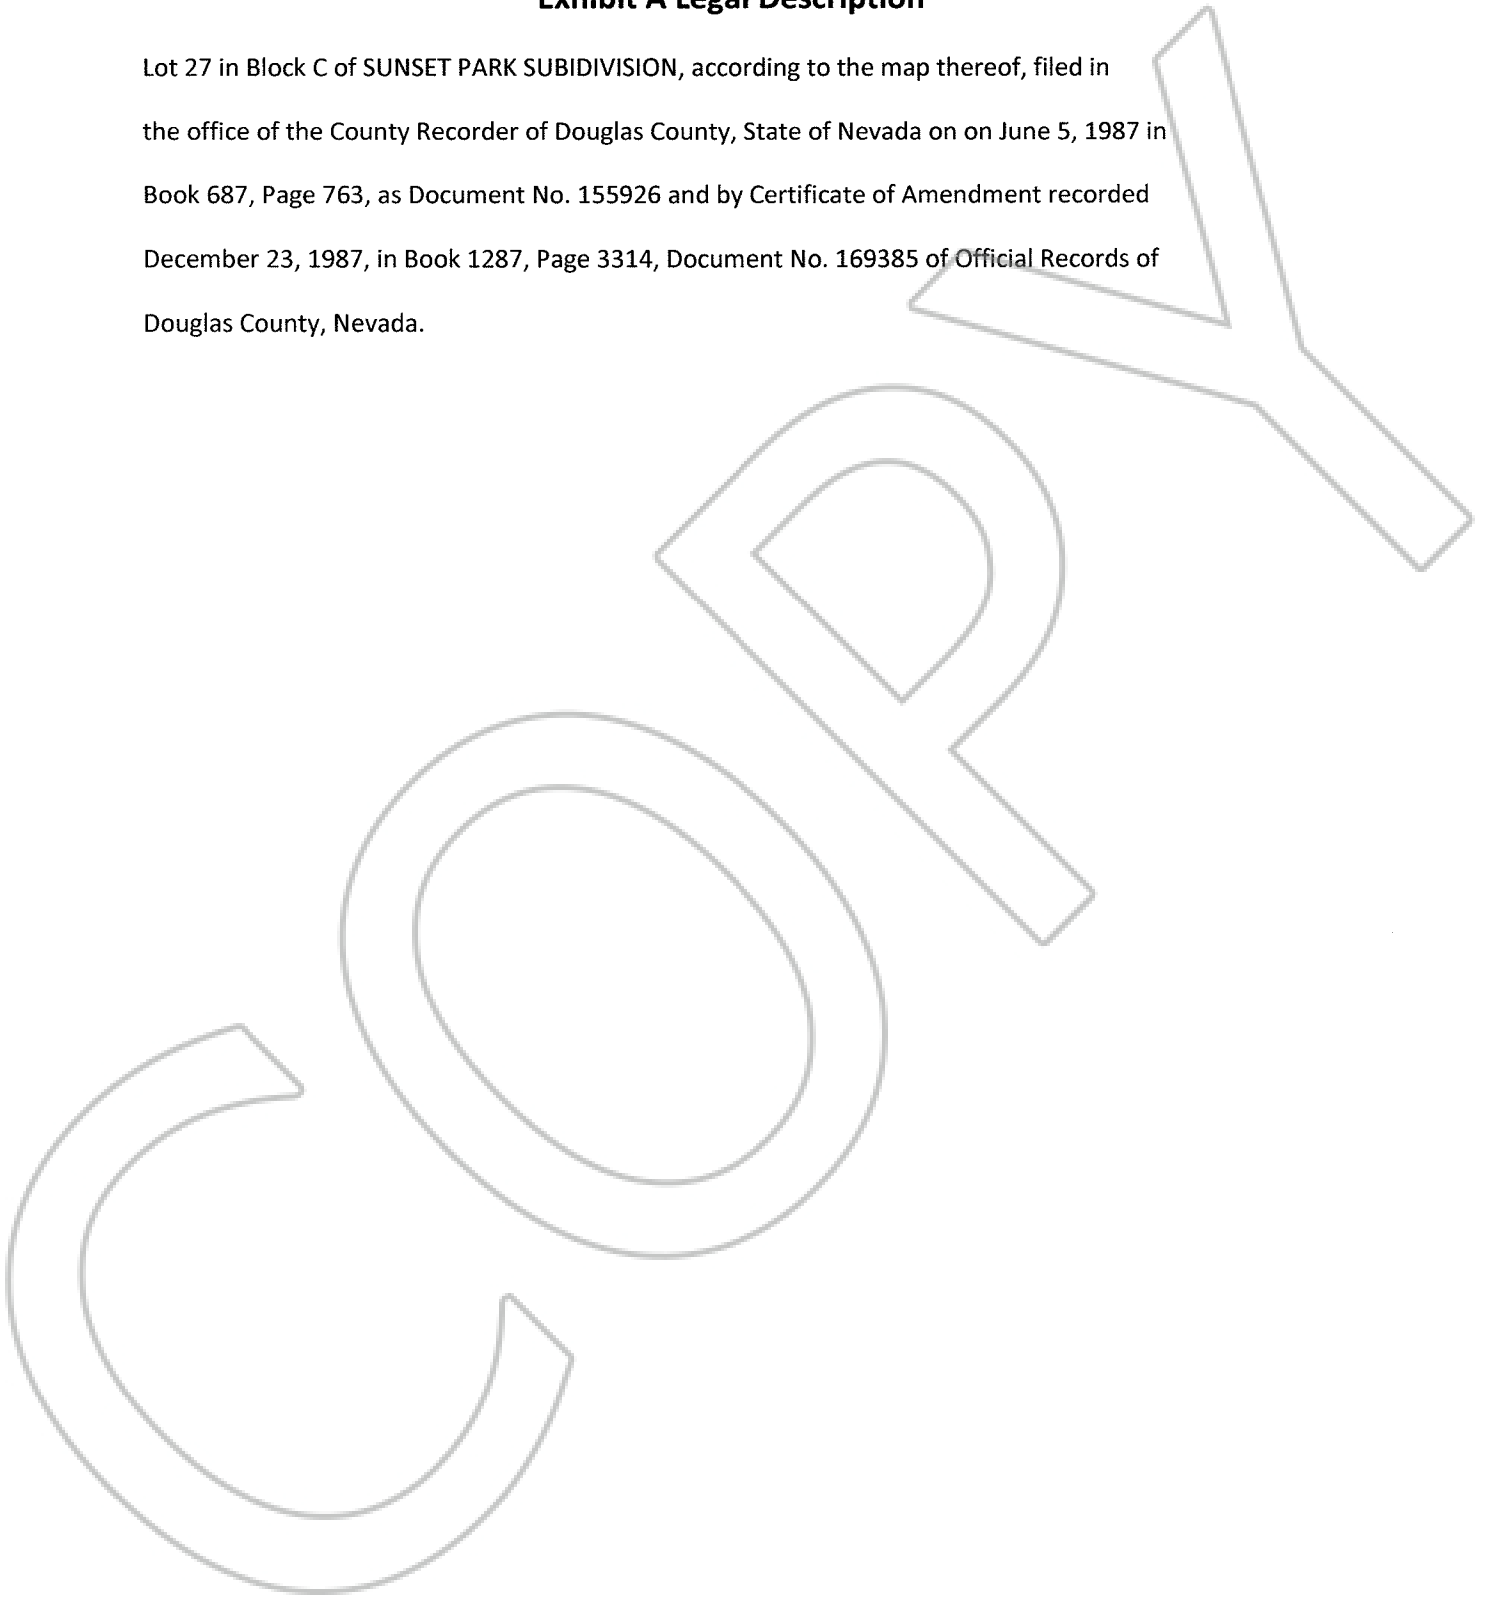 Exhibit A Legal Description
Lot 27 in Block C of SUNSET PARK SUBIDIVISION, according to the map thereof, filed in
the office of the County Recorder of Douglas County, State of Nevada on on June 5, 1987 in
Book 687, Page 763, as Document No. 155926 and by Certificate of Amendment recorded
December 23, 1987, in Book 1287, Page 3314, Document No. 169385 of Official Records of
Douglas County, Nevada.
COPY